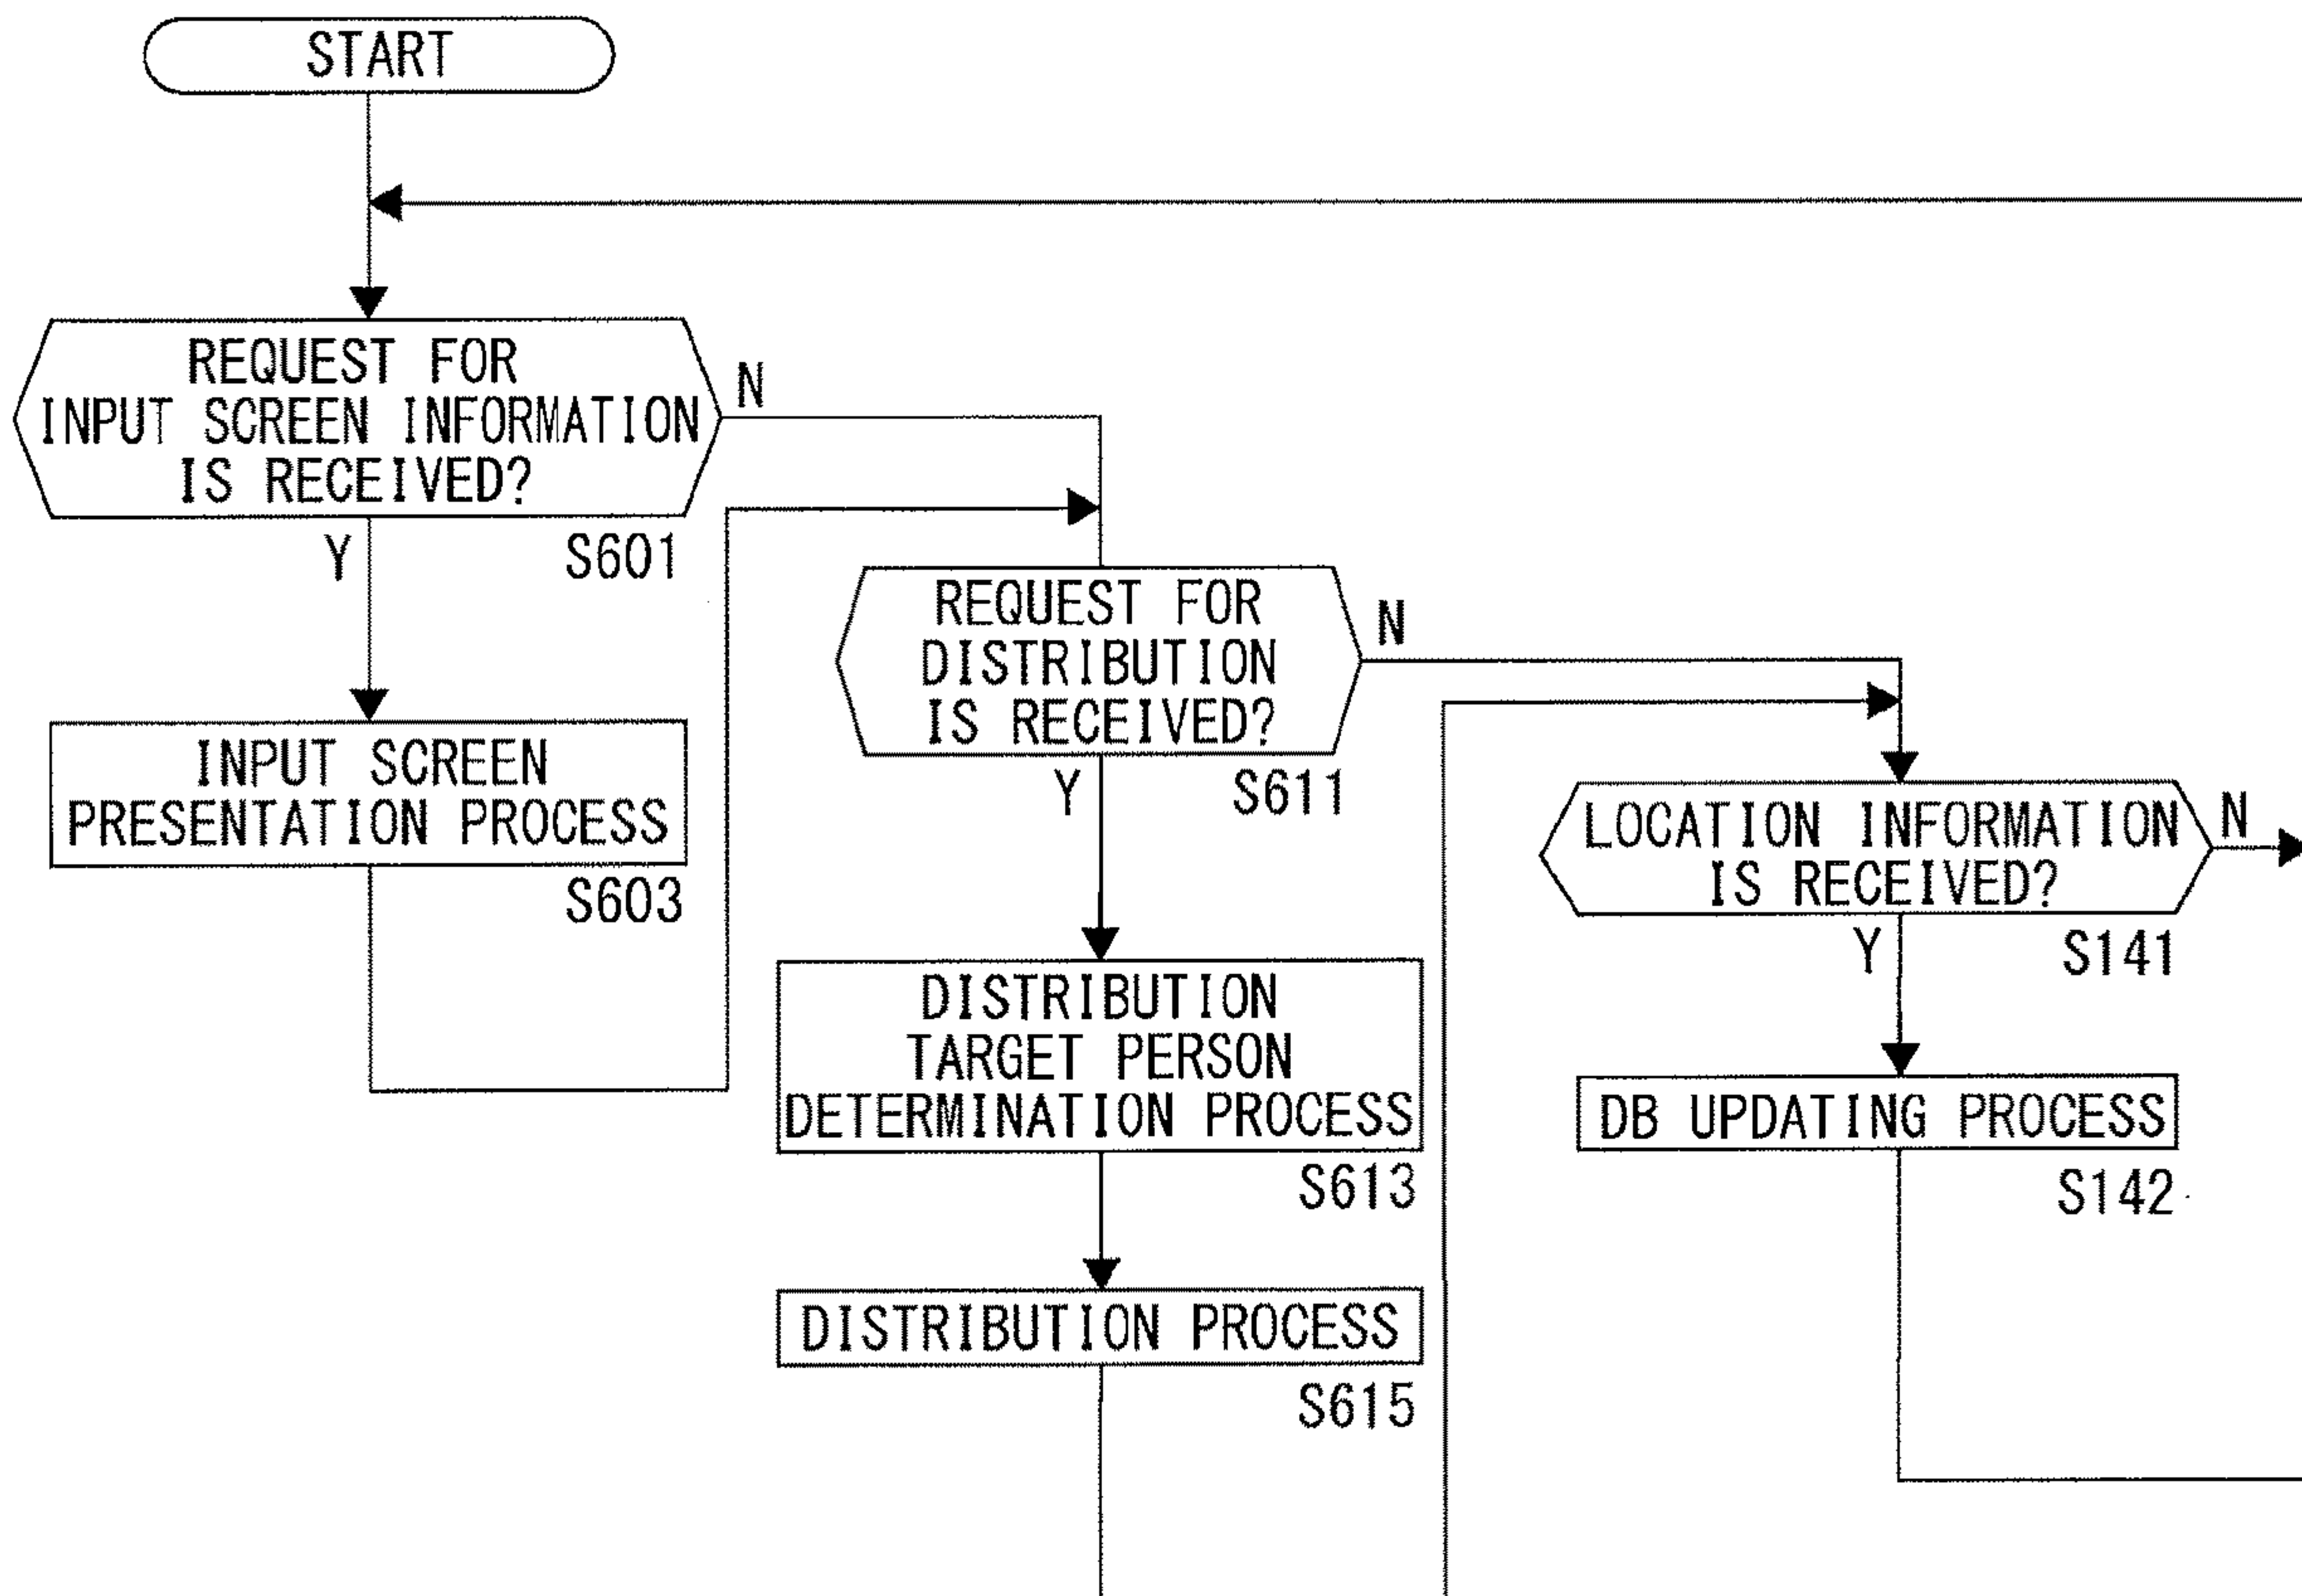 START
REQUEST FOR
INPUT SCREEN INFORMATION
IS RECEIVED?
N
Y
S601
INPUT SCREEN
PRESENTATION PROCESS
S603
REQUEST FOR
DISTRIBUTION
IS RECEIVED?
N
Y
S611
DISTRIBUTION
TARGET PERSON
DETERMINATION PROCESS
S613
DISTRIBUTION PROCESS
S615
LOCATION INFORMATION
IS RECEIVED?
N
Y
S141
DB UPDATING PROCESS
S142